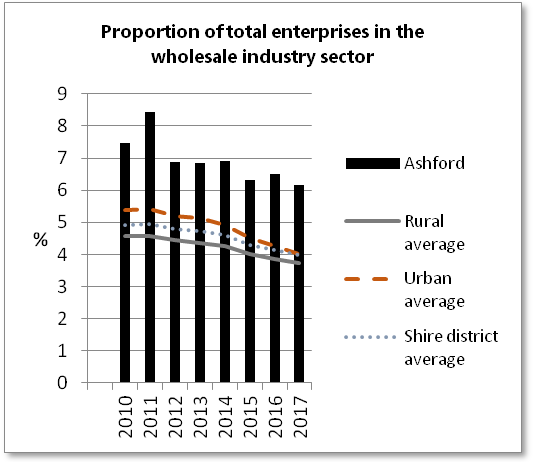 Proportion of total enterprises in the
wholesale industry sector
9
8
7
6
5
4
3
2
1
0
%
2010
2011
2012
2013
2014
2015
2016
2017
Ashford
Rural
average
Urban
average
Shire district
average